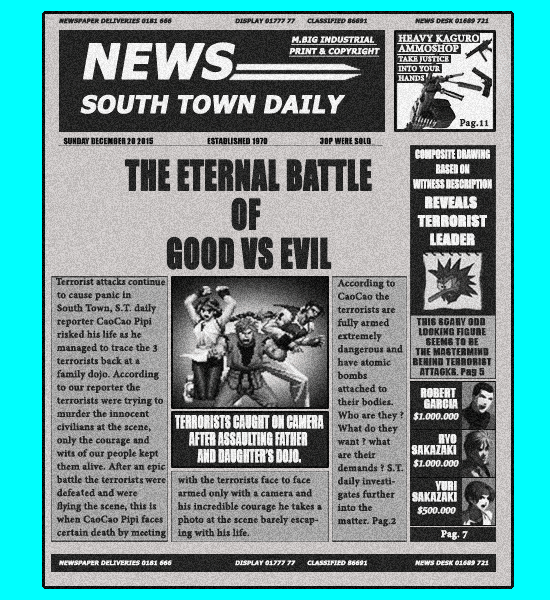 NEWSPAPER DELIVERIES 0181 666 DISPLAY 01777 77 CLASSIFIED 86691 NEWS DESK 01689 721
M.BIG INDUSTRIAL
PRINT & COPYRIGHT
NEWS
SOUTH TOWN DAILY
HEAVY KAGURO
AMMOSHOP
TAKE JUSTICE
INTO YOUR
HANDS
Pag.11
SUNDAY DECEMBER 20 2015 ESTABLISHED 1970 30P WERE SOLD
THE ETERNAL BATTLE
OF
GOOD VS EVIL
Terrorist attacks continue
to cause panic in
South Town, S.T. daily
reporter CaoCao Pipi
risked his life as he
managed to trace the 3
terrorists back at a
family dojo. According
to our reporter the
terrorists were trying to
murder the innocent
civilians at the scene,
only the courage and
wits of our people kept
them alive. After an epic
battle the terrorists were
defeated and were
flying the scene, this is
when CaoCao Pipi faces
certain death by meeting
TERRORISTS CAUGHT ON CAMERA
AFTER ASSAULTING FATHER
AND DAUGHTER'S DOJO.
with the terrorists face to face
armed only with a camera and
his incredible courage he takes a
photo at the scene barely escap-
ing with his life.
According to
CaoCao the
terrorists are
fully armed
extremely
dangerous and
have atomic
bombs
attached to
their bodies.
Who are they ?
What do they
want ? what
are their
demands ? S.T.
daily investi-
gates further
into the
matter. Pag.2
COMPOSITE DRAWING
BASED ON
WITNESS DESCRIPTION
REVEALS
TERRORIST
LEADER
THIS SCARY ODD
LOOKING FIGURE
SEEMS TO BE
THE MASTERMIND
BEHIND TERRORIST
ATTACKS. Pag 5
ROBERT
GARCIA
$1.000.000
RYO
SAKAZAKI
$1.000.000
YURI
SAKAZAKI
$500.000
Pag. 7
NEWSPAPER DELIVERIES 0181 666 DISPLAY 01777 77 CLASSIFIED 86691 NEWS DESK 01689 721